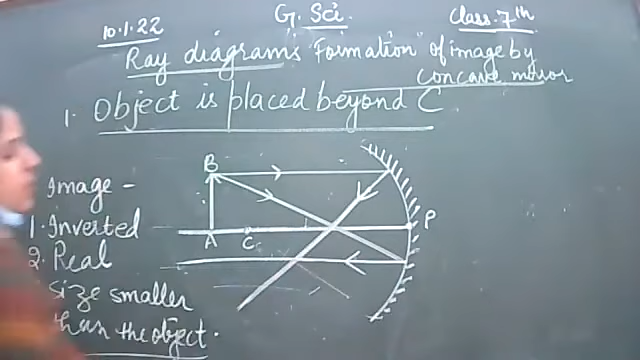 10.1.22
G. Sci.
Class. 7th
Ray diagrams "Formation" of image by
concave mirror
1. Object is placed beyond C
Image -
1. Inverted
2. Real
Size smaller
than the object.
B
A
C
P